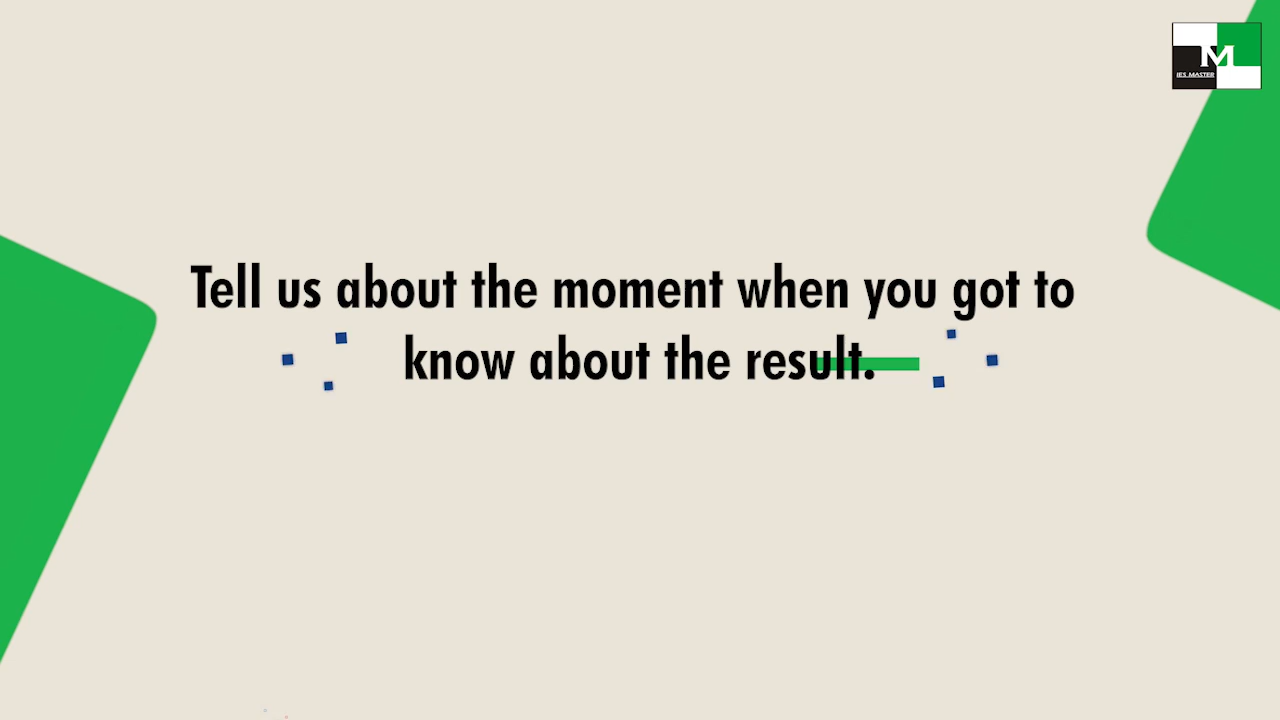 M
IES MASTER
Tell us about the moment when you got to
know about the result.